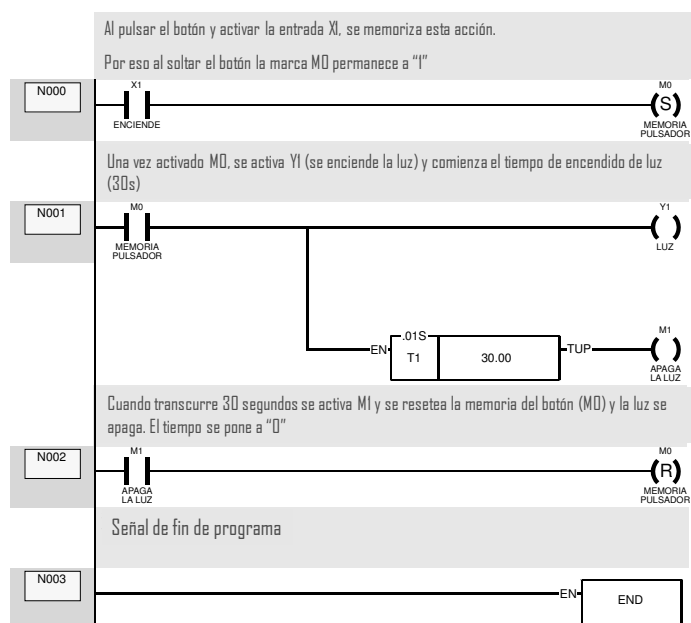 Al pulsar el botón y activar la entrada X1, se memoriza esta acción.
Por eso al soltar el botón la marca M0 permanece a “1”
N000
X1
ENCIENDE
M0
(S)
MEMORIA
PULSADOR
Una vez activado M0, se activa Y1 (se enciende la luz) y comienza el tiempo de encendido de luz
(30s)
N001
M0
MEMORIA
PULSADOR
Y1
( )
LUZ
EN
.01S
T1
30.00
TUP
M1
( )
APAGA
LA LUZ
Cuando transcurre 30 segundos se activa M1 y se resetea la memoria del botón (M0) y la luz se
apaga. El tiempo se pone a “0”
N002
M1
APAGA
LA LUZ
M0
(R)
MEMORIA
PULSADOR
Señal de fin de programa
N003
EN
END